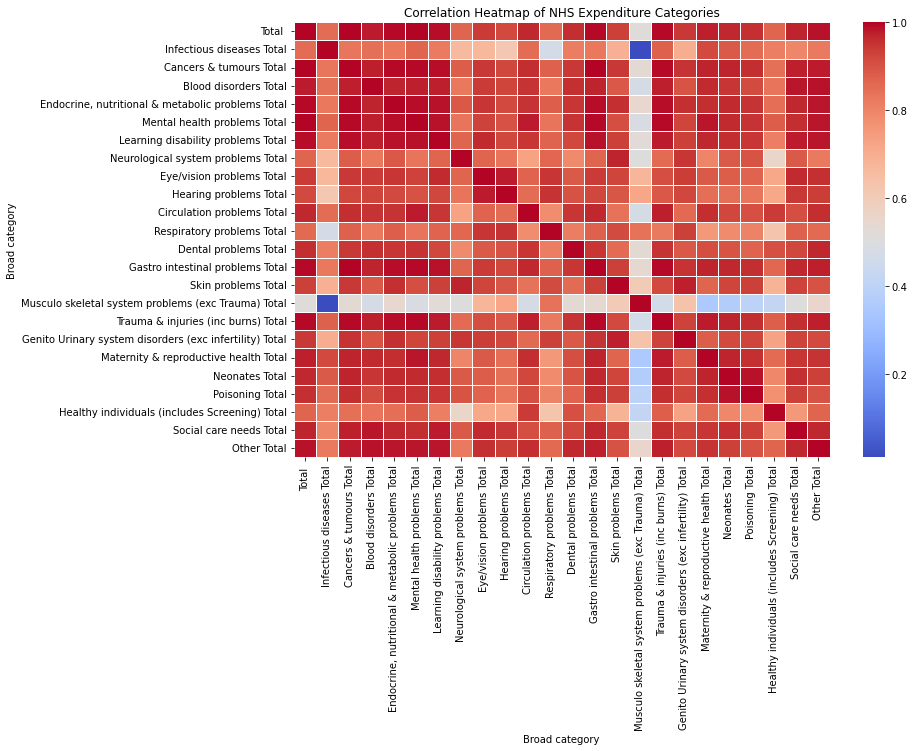 Correlation Heatmap of NHS Expenditure Categories
Total
Infectious diseases Total
Cancers & tumours Total
Blood disorders Total
Endocrine, nutritional & metabolic problems Total
Mental health problems Total
Learning disability problems Total
Neurological system problems Total
Eye/vision problems Total
Hearing problems Total
Circulation problems Total
Respiratory problems Total
Dental problems Total
Gastro intestinal problems Total
Skin problems Total
Musculo skeletal system problems (exc Trauma) Total
Trauma & injuries (inc burns) Total
Genito Urinary system disorders (exc infertility) Total
Maternity & reproductive health Total
Neonates Total
Poisoning Total
Healthy individuals (includes Screening) Total
Social care needs Total
Other Total
Broad category
1.0
0.8
0.6
0.4
0.2
Total
Infectious diseases Total
Cancers & tumours Total
Blood disorders Total
Endocrine, nutritional & metabolic problems Total
Mental health problems Total
Learning disability problems Total
Neurological system problems Total
Eye/vision problems Total
Hearing problems Total
Circulation problems Total
Respiratory problems Total
Dental problems Total
Gastro intestinal problems Total
Skin problems Total
Musculo skeletal system problems (exc Trauma) Total
Trauma & injuries (inc burns) Total
Genito Urinary system disorders (exc infertility) Total
Maternity & reproductive health Total
Neonates Total
Poisoning Total
Healthy individuals (includes Screening) Total
Social care needs Total
Other Total
Broad category